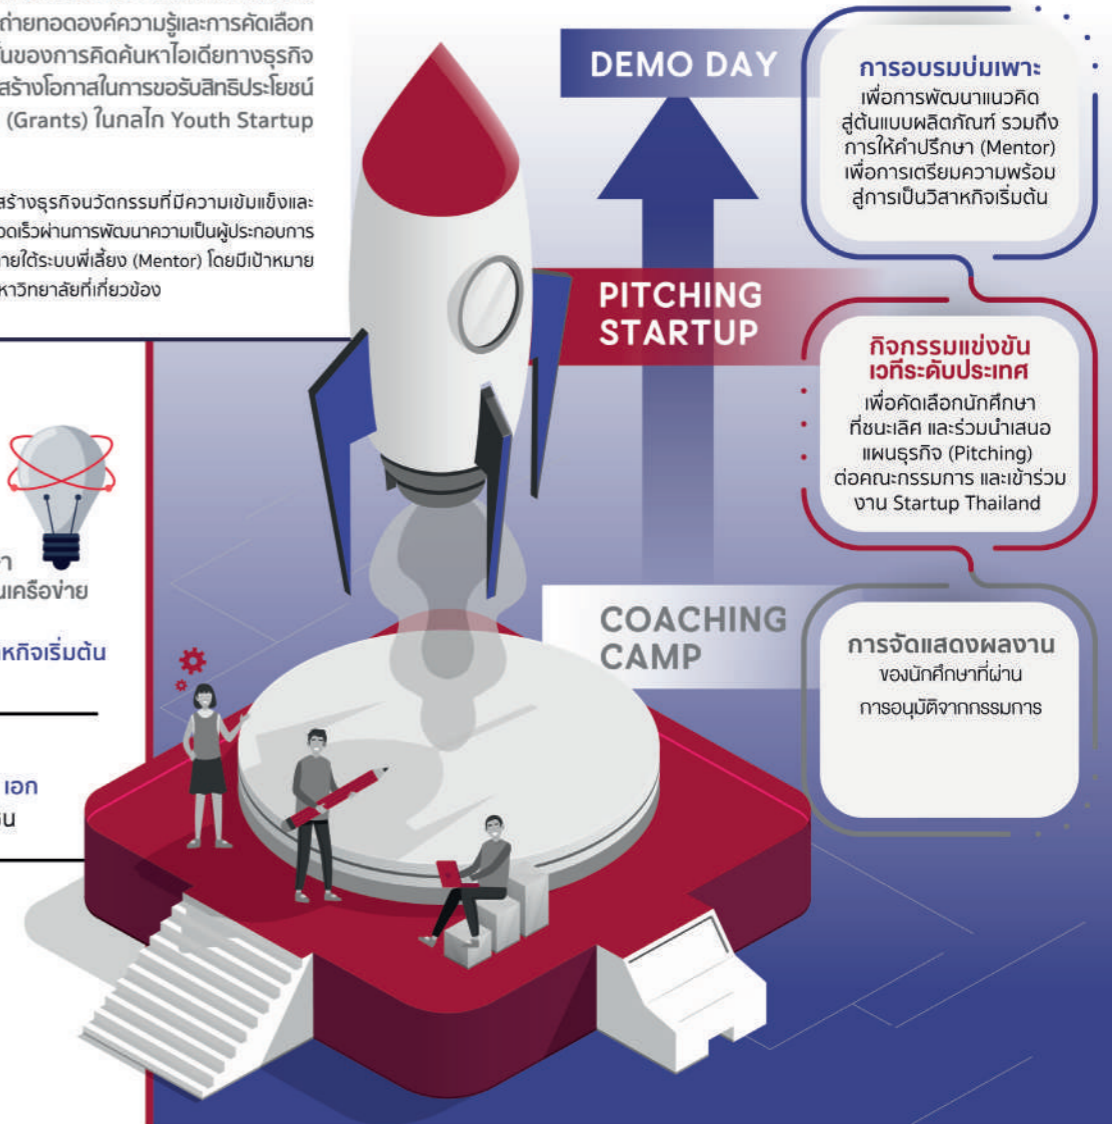 ถ่ายทอดองค์ความรู้และการคัดเลือก
ของการคิดค้นหาไอเดียทางธุรกิจ
สร้างโอกาสในการขอรับสิทธิประโยชน์
(Grants) ในกลไก Youth Startup
สร้างธุรกิจนวัตกรรมที่มีความเข้มแข็งและ
ผ่านการพัฒนาความเป็นผู้ประกอบการ
ภายใต้ระบบพี่เลี้ยง (Mentor) โดยมีเป้าหมาย
ที่เกี่ยวข้อง
เครือข่าย
กิจเริ่มต้น
เอก
DEMO DAY
การอบรมบ่มเพาะ
เพื่อการพัฒนาแนวคิด
สู่ต้นแบบผลิตภัณฑ์ รวมถึง
การให้คำปรึกษา (Mentor)
เพื่อการเตรียมความพร้อม
สู่การเป็นวิสาหกิจเริ่มต้น
PITCHING
STARTUP
กิจกรรมแข่งขัน
เวทีระดับประเทศ
เพื่อคัดเลือกนักศึกษา
ที่ชนะเลิศ และร่วมนำเสนอ
แผนธุรกิจ (Pitching)
ต่อคณะกรรมการ และเข้าร่วม
งาน Startup Thailand
COACHING
CAMP
การจัดแสดงผลงาน
ของนักศึกษาที่ผ่าน
การอนุมัติจากกรรมการ